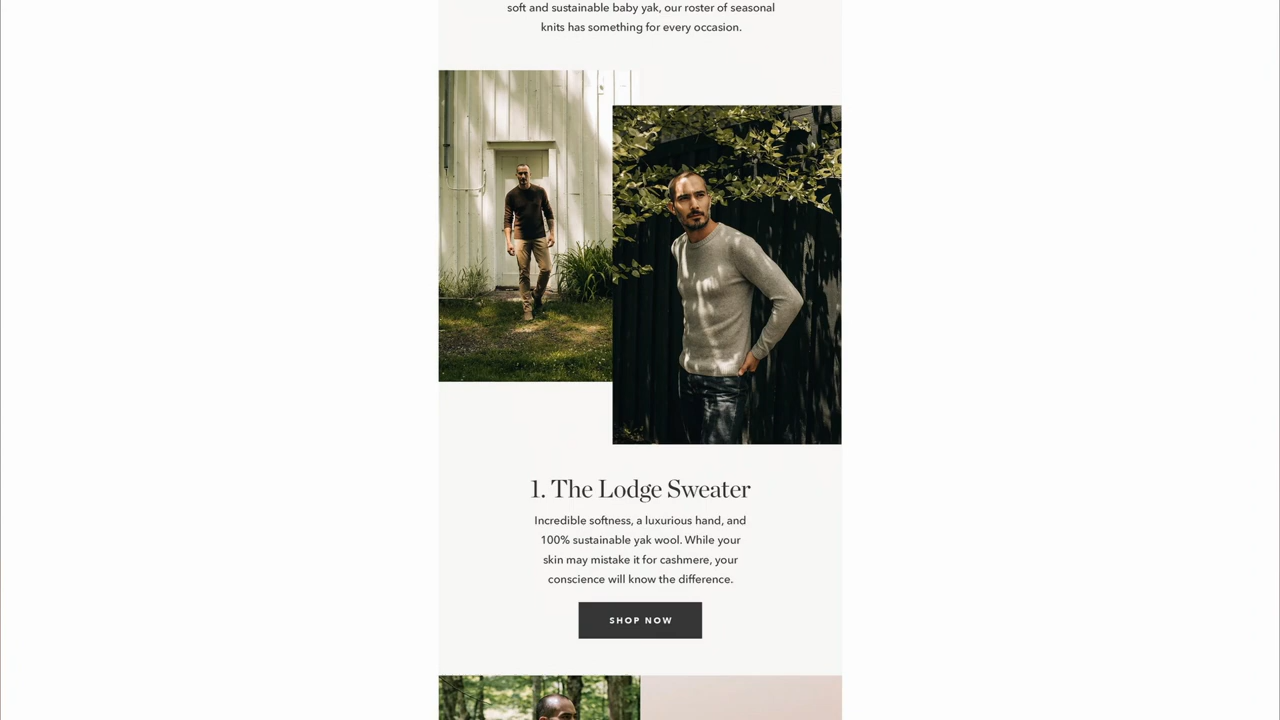 soft and sustainable baby yak, our roster of seasonal
knits has something for every occasion.
1. The Lodge Sweater
Incredible softness, a luxurious hand, and
100% sustainable yak wool. While your
skin may mistake it for cashmere, your
conscience will know the difference.
SHOP NOW